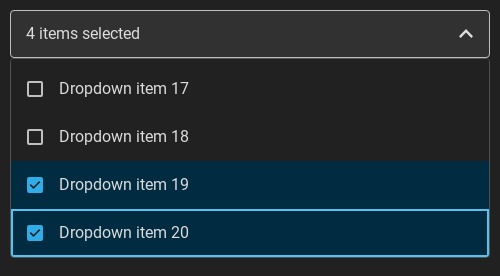 4 items selected
Dropdown item 17
Dropdown item 18
Dropdown item 19
Dropdown item 20